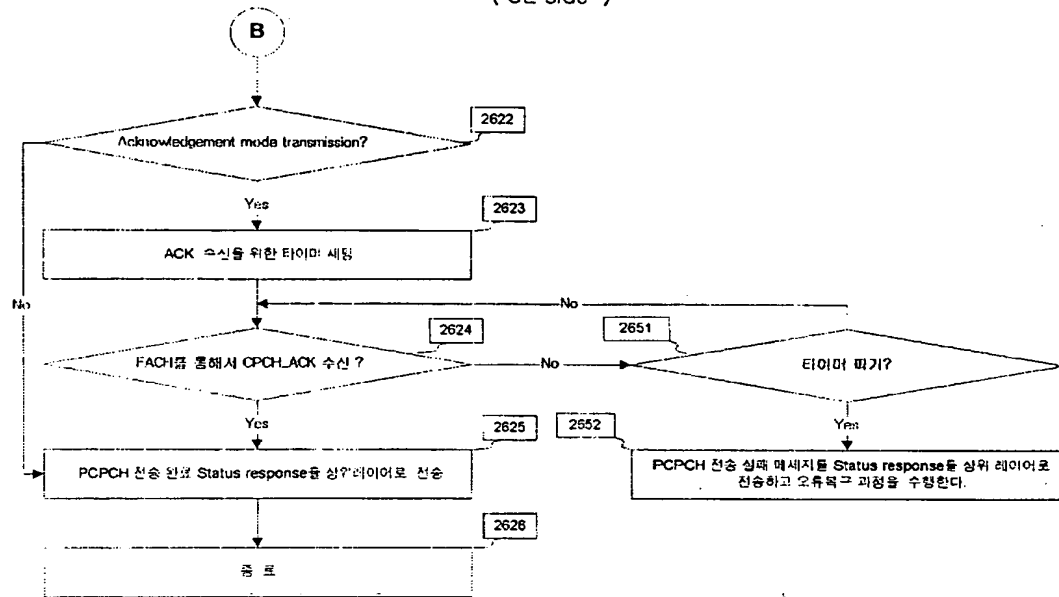 B
Acknowledgement mode transmission?
2622
Yes
2623
ACK 수신을 위한 타이머 세팅
No
No
2624
2651
FACH를 통해서 CPCH_ACK 수신 ?
No
타이머 만기?
Yes
2625
Yes
PCPCH 전송 완료 Status response를 상위레이어로 전송
PCPCH 전송 실패 메세지를 Status response를 상위 레이어로
전송하고 오류복구 과정을 수행한다.
2626
종 료